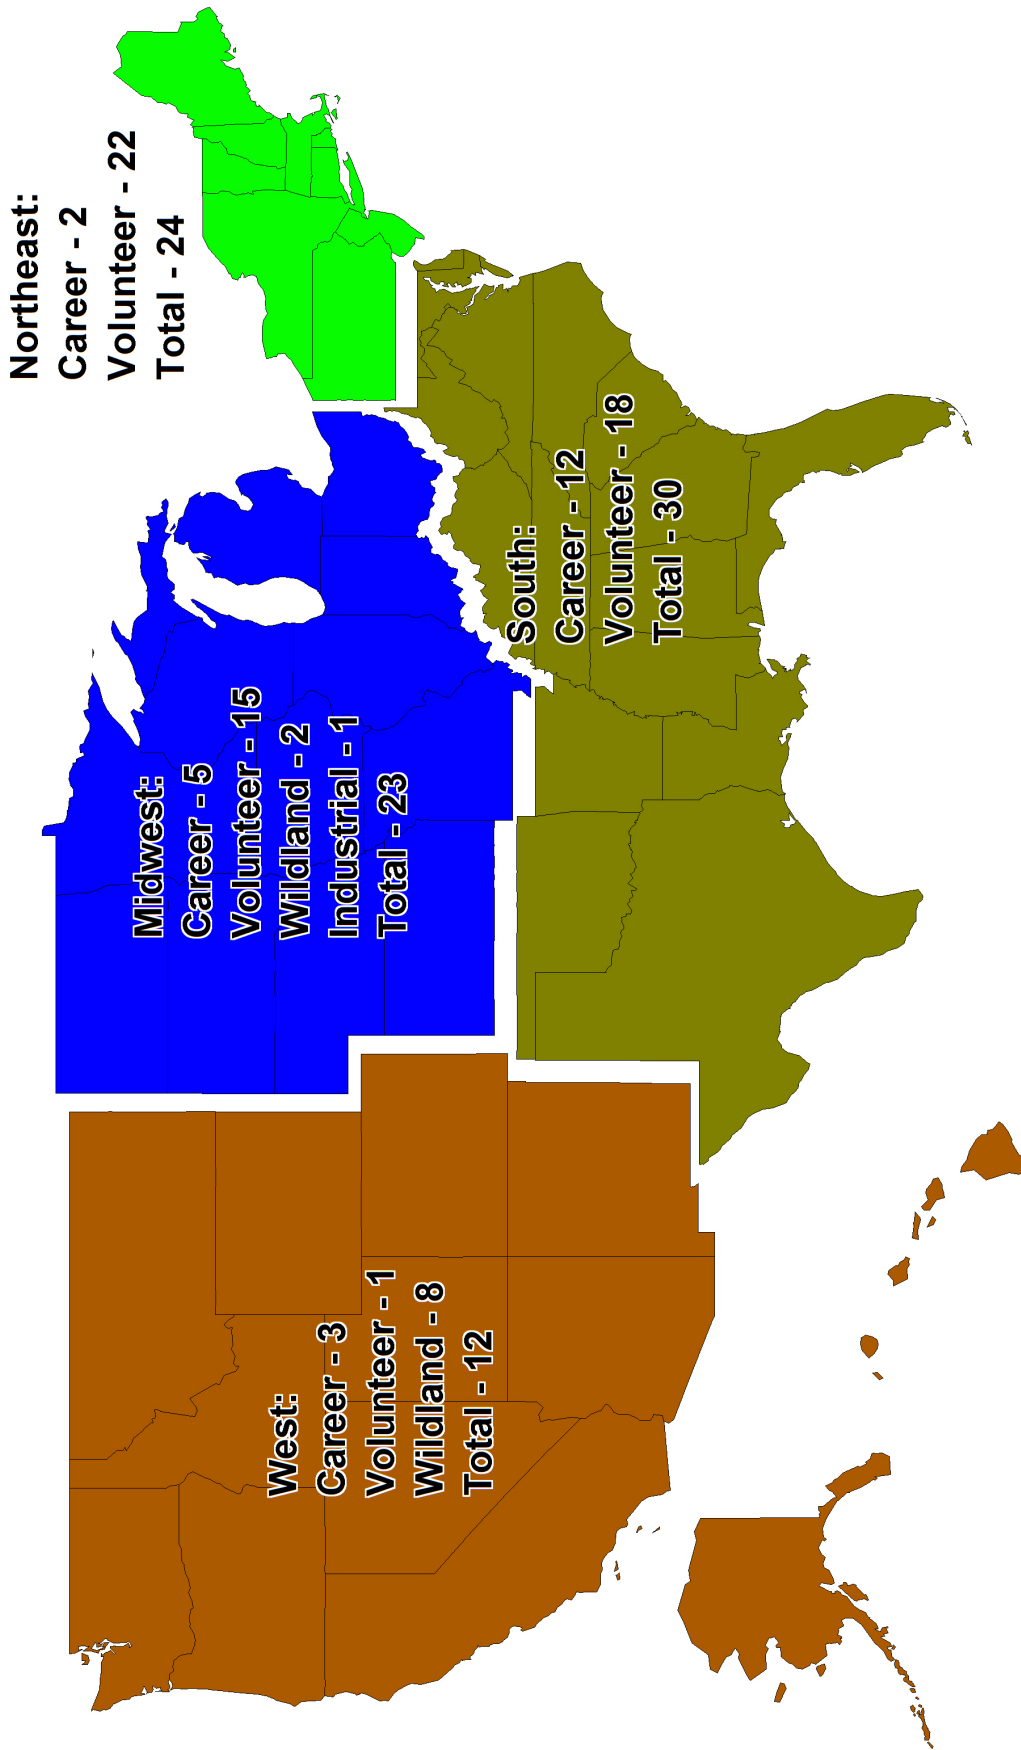 Northeast:
Career - 2
Volunteer - 22
Total - 24
Midwest:
Career - 5
Volunteer - 15
Wildland - 2
Industrial - 1
Total - 23
South:
Career - 12
Volunteer - 18
Total - 30
West:
Career - 3
Volunteer - 1
Wildland - 8
Total - 12